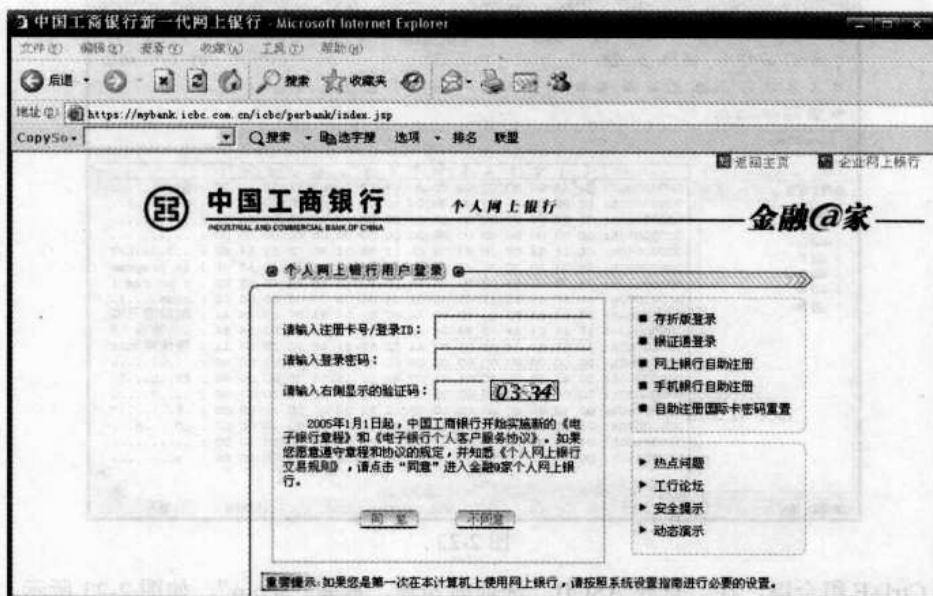 中国工商银行新一代网上银行 - Microsoft Internet Explorer
文件(F) 编辑(E) 查看(V) 收藏(A) 工具(T) 帮助(H)
后退 搜索 收藏夹
地址(D) https://mybank.icbc.com.cn/icbc/perbank/index.jsp
CopySo 搜索 选字搜 选项 排名 联盟
返回主页 企业网上银行
中国工商银行 个人网上银行
INDUSTRIAL AND COMMERCIAL BANK OF CHINA
金融@家
个人网上银行用户登录
请输入注册卡号/登录ID：
请输入登录密码：
请输入右侧显示的验证码： 03534
2005年1月1日起，中国工商银行开始实施新的《电
子银行章程》和《电子银行个人客户服务协议》。如果
您愿意遵守章程和协议的规定，并知悉《个人网上银行
交易规则》，请点击“同意”进入金融@家个人网上银
行。
同 意 不同意
存折版登录
银证通登录
网上银行自助注册
手机银行自助注册
自助注册国际卡密码重置
热点问题
工行论坛
安全提示
动态演示
重要提示:如果您是第一次在本计算机上使用网上银行，请按照系统设置指南进行必要的设置。